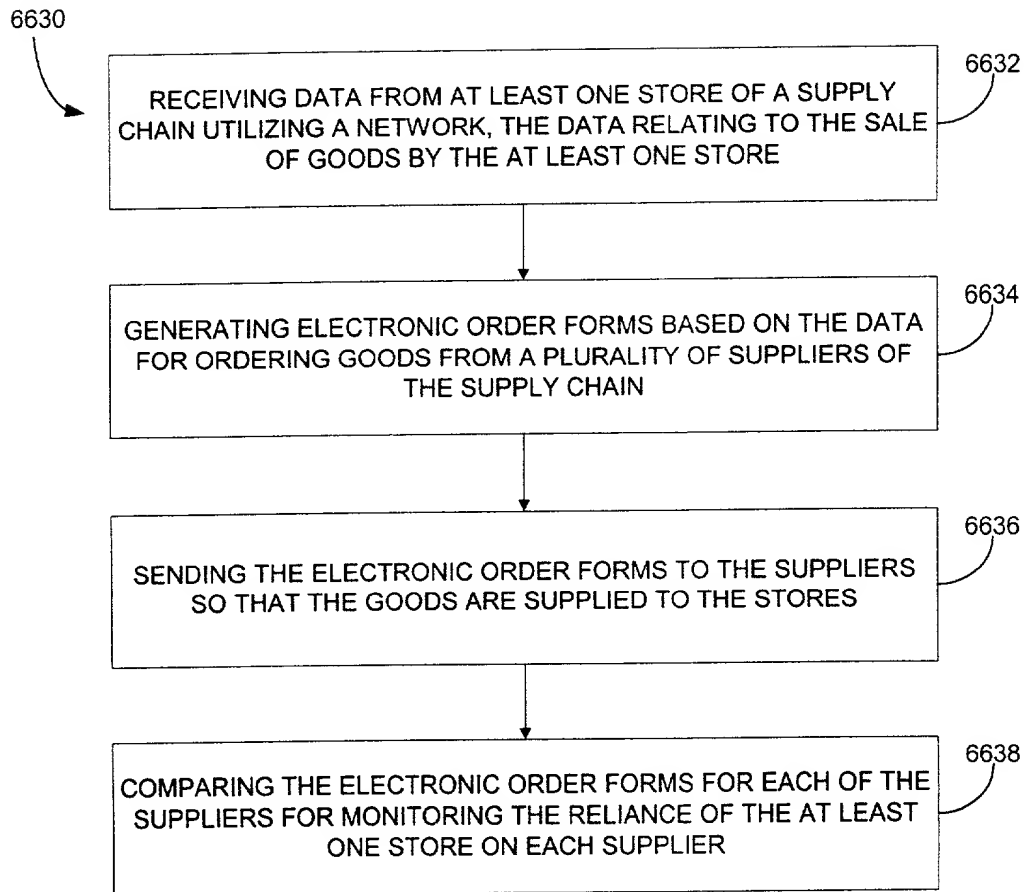 6630
6632
RECEIVING DATA FROM AT LEAST ONE STORE OF A SUPPLY
CHAIN UTILIZING A NETWORK, THE DATA RELATING TO THE SALE
OF GOODS BY THE AT LEAST ONE STORE
6634
GENERATING ELECTRONIC ORDER FORMS BASED ON THE DATA
FOR ORDERING GOODS FROM A PLURALITY OF SUPPLIERS OF
THE SUPPLY CHAIN
6636
SENDING THE ELECTRONIC ORDER FORMS TO THE SUPPLIERS
SO THAT THE GOODS ARE SUPPLIED TO THE STORES
6638
COMPARING THE ELECTRONIC ORDER FORMS FOR EACH OF THE
SUPPLIERS FOR MONITORING THE RELIANCE OF THE AT LEAST
ONE STORE ON EACH SUPPLIER